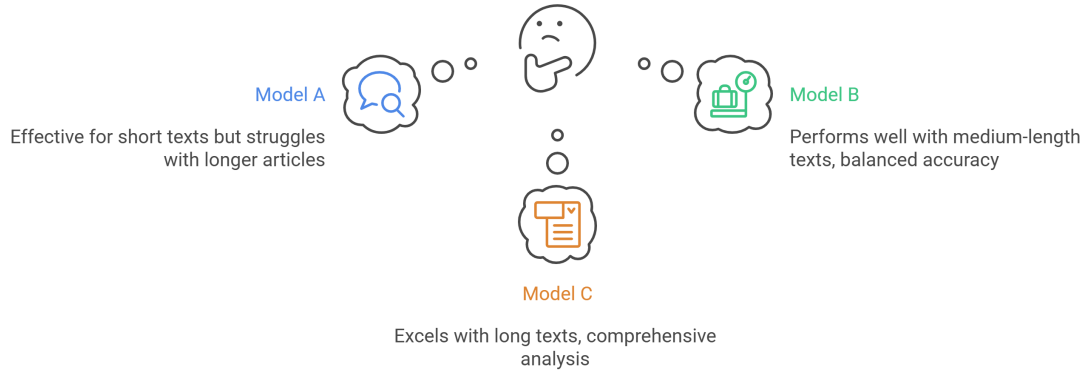 Model A
Effective for short texts but struggles
with longer articles
Model B
Performs well with medium-length
texts, balanced accuracy
Model C
Excels with long texts, comprehensive
analysis